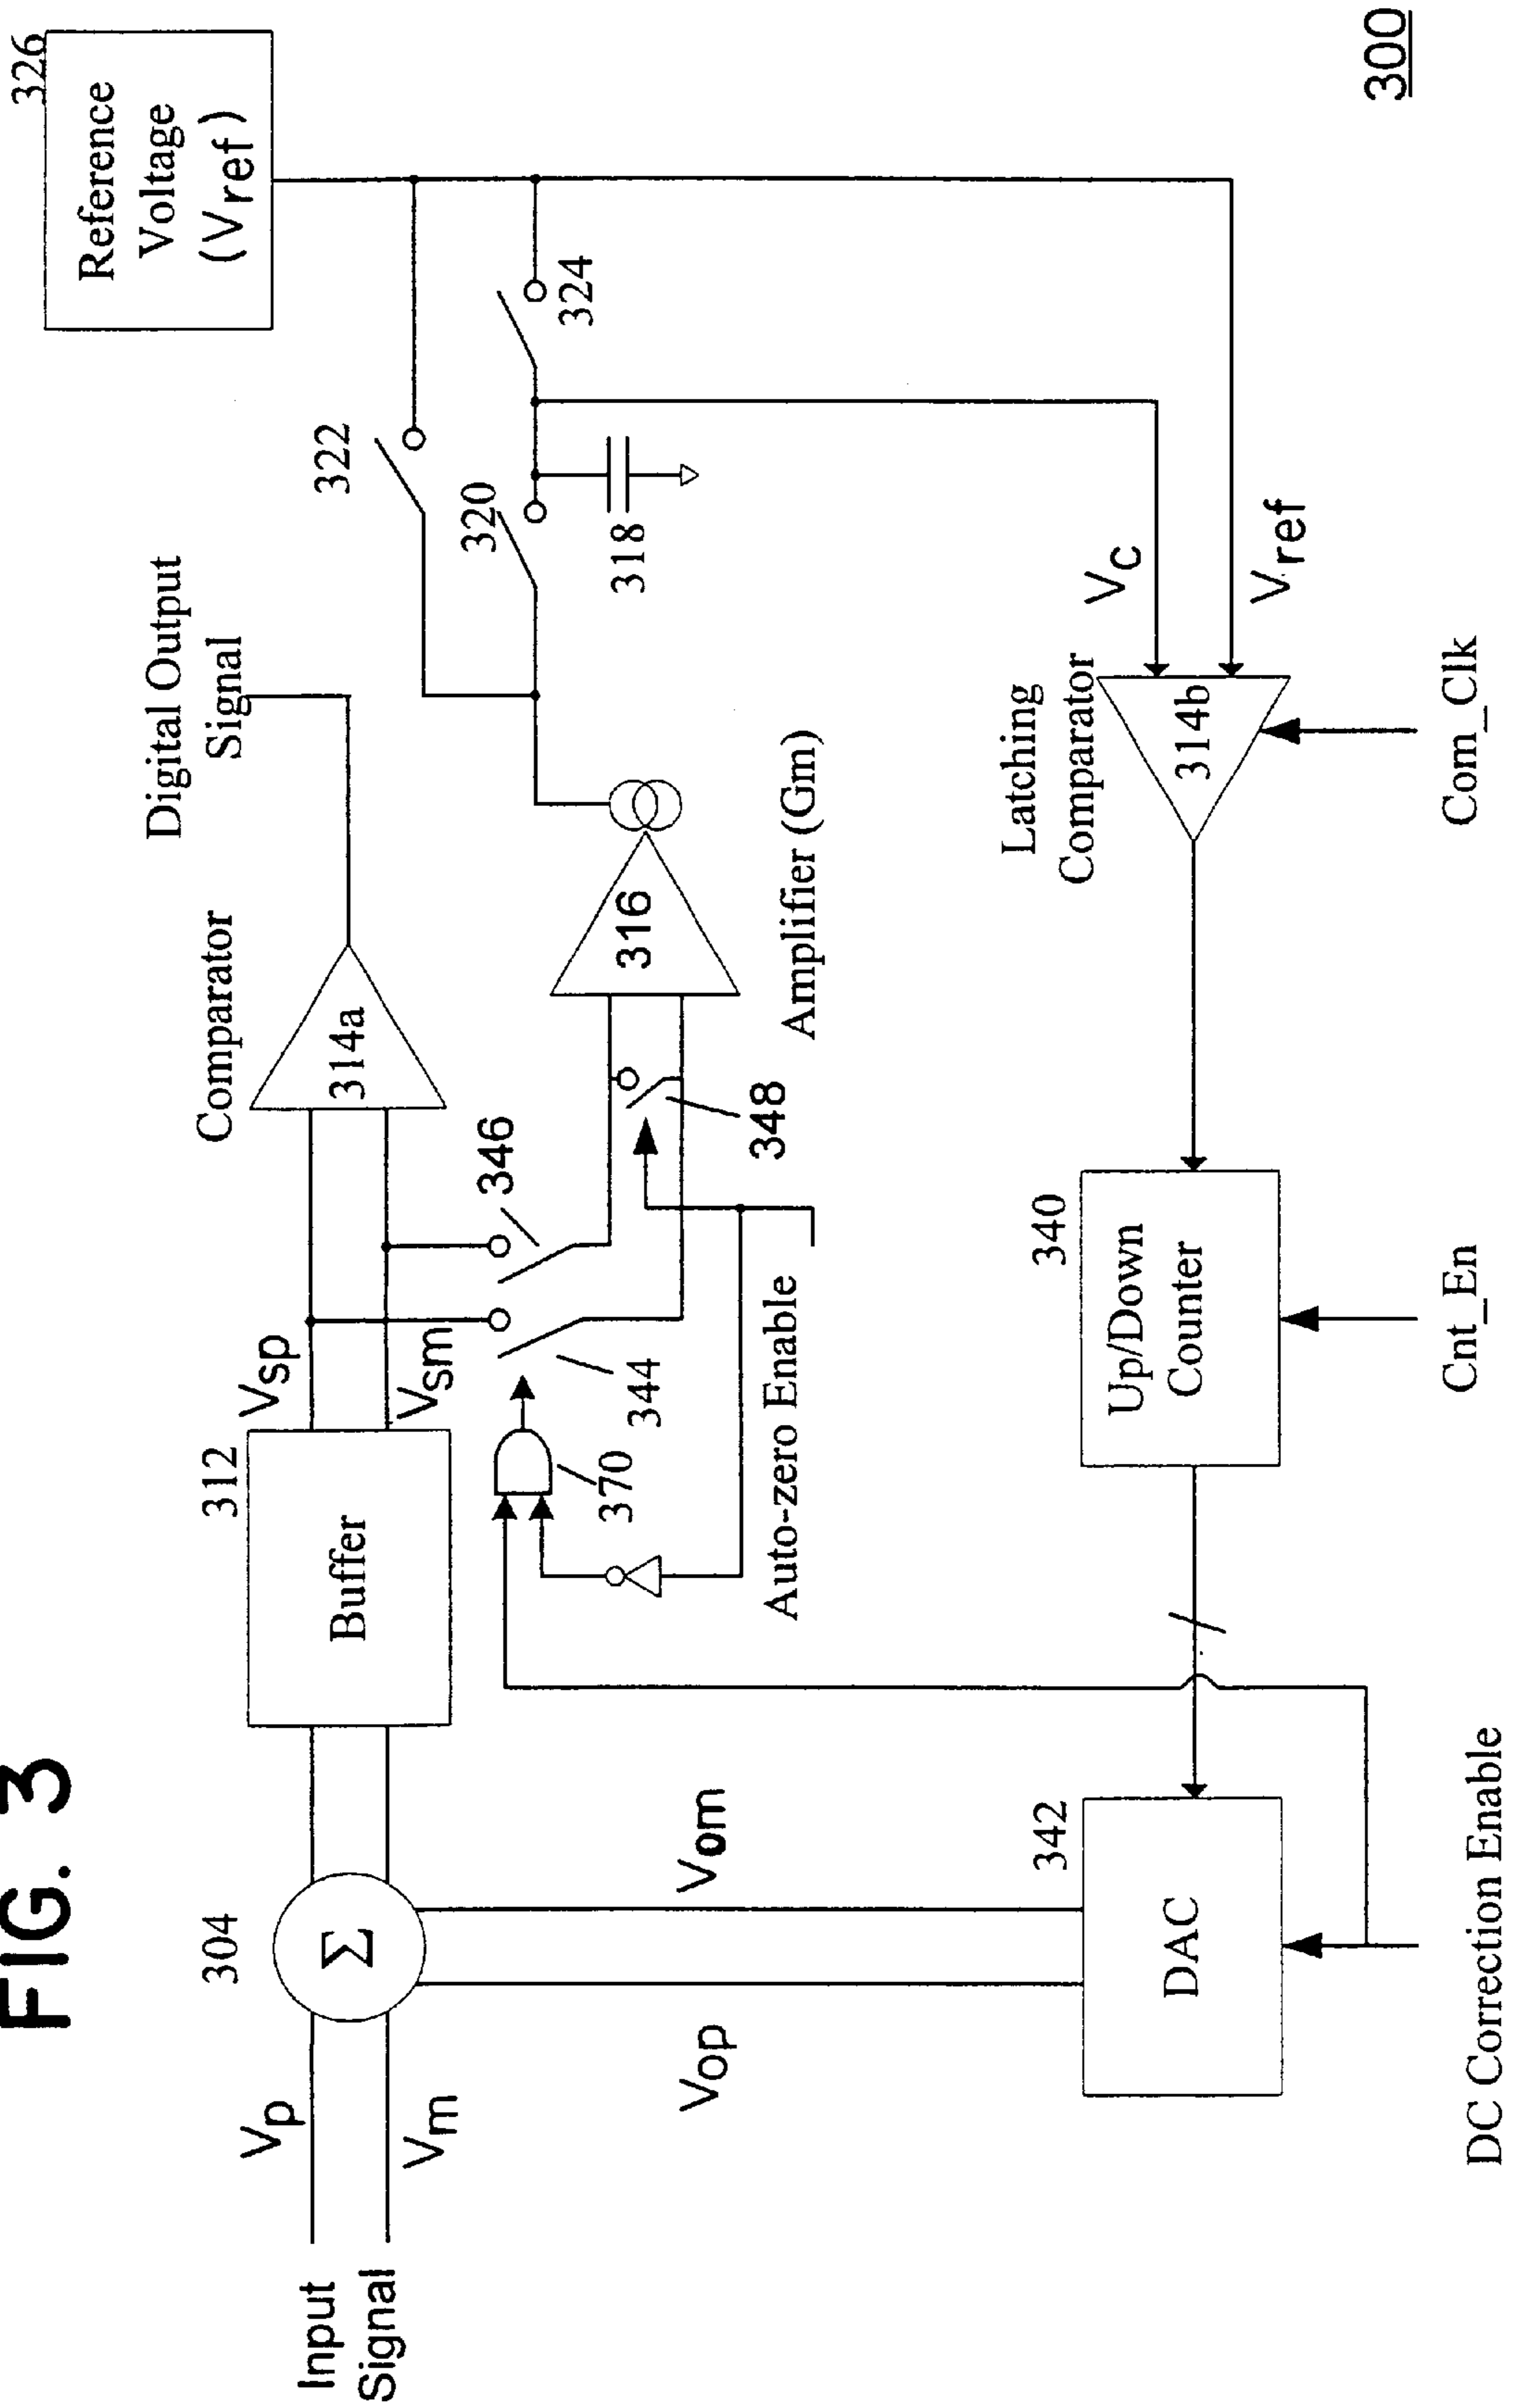 FIG. 3
326
Reference
Voltage
(Vref)
Digital Output
Signal
322
320
324
318
Comparator
314a
346
316
Amplifier (Gm)
348
312
Buffer
Vsp
Vsm
344
370
Auto-zero Enable
304
Σ
Vp
Vm
Input
Signal
Vop
Vom
342
DAC
DC Correction Enable
340
Up/Down
Counter
Cnt_En
Latching
Comparator
314b
Com_Clk
Vc
Vref
300